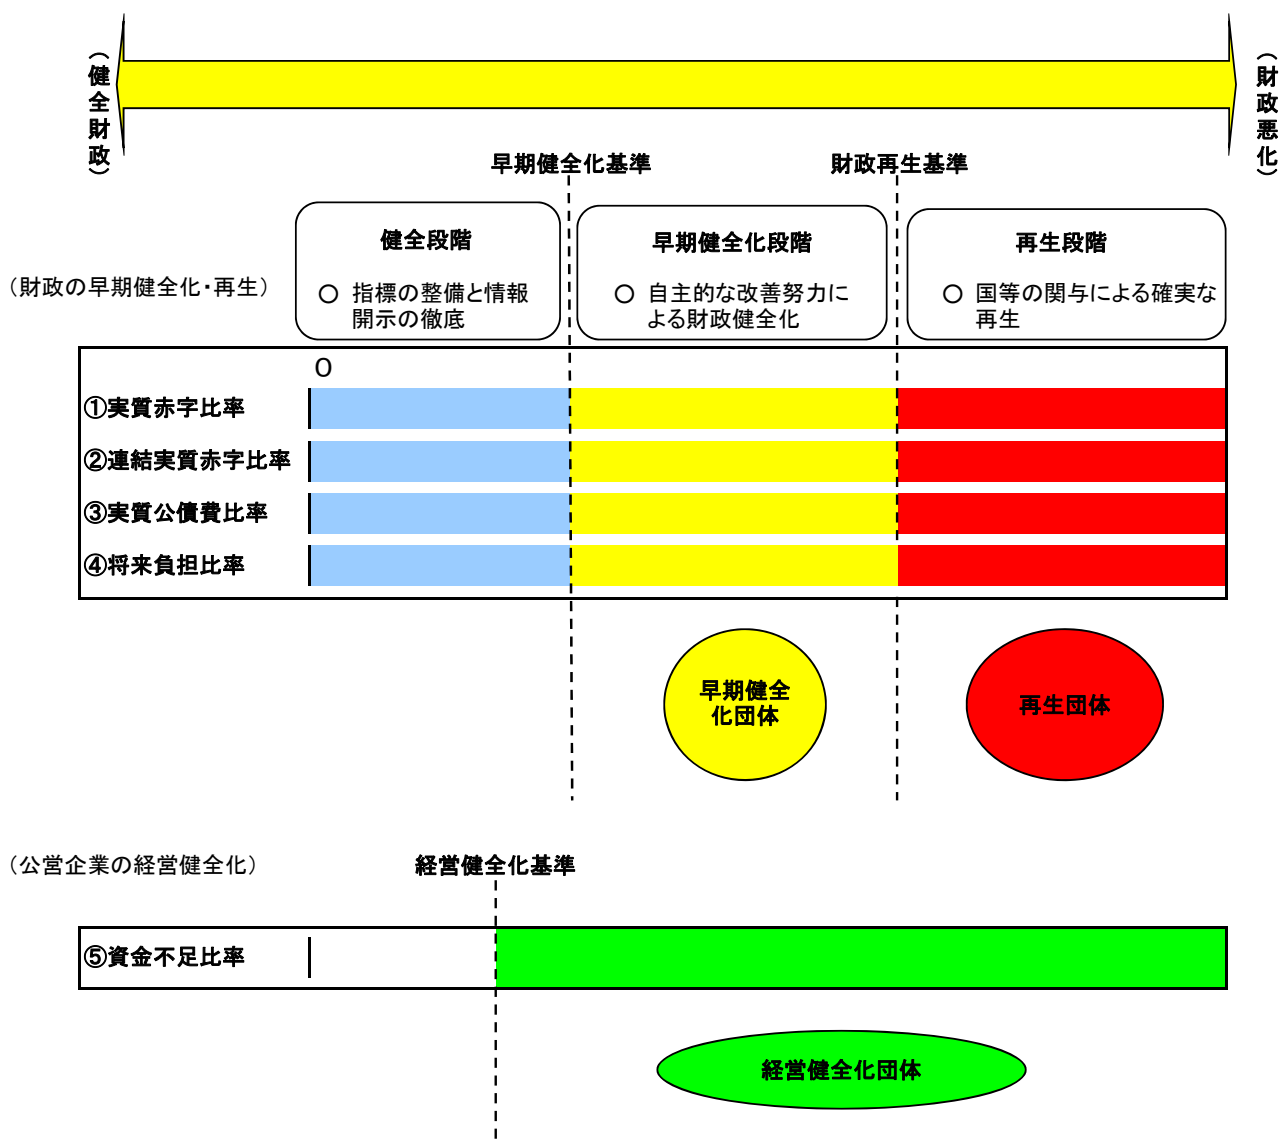 （健全財政）
（財政悪化）
早期健全化基準
財政再生基準
（財政の早期健全化・再生）
健全段階
○ 指標の整備と情報
開示の徹底
早期健全化段階
○ 自主的な改善努力に
よる財政健全化
再生段階
○ 国等の関与による確実な
再生
0
①実質赤字比率
②連結実質赤字比率
③実質公債費比率
④将来負担比率
早期健全
化団体
再生団体
（公営企業の経営健全化）
経営健全化基準
⑤資金不足比率
経営健全化団体